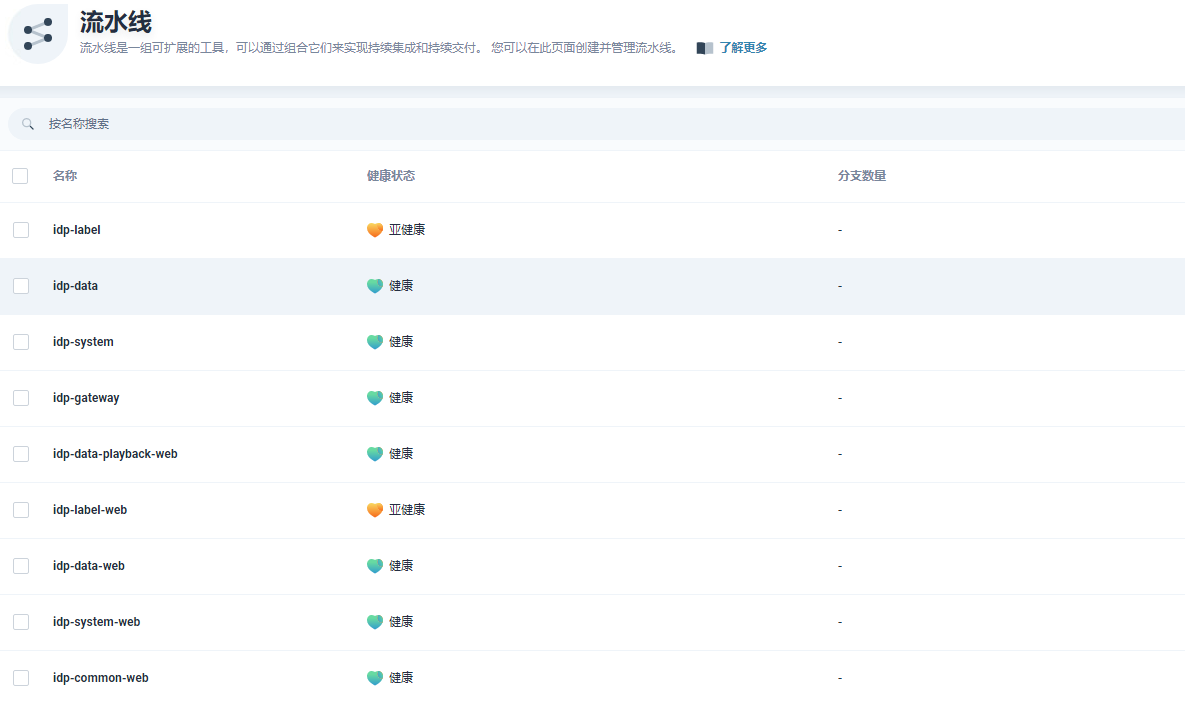 流水线
流水线是一组可扩展的工具，可以通过组合它们来实现持续集成和持续交付。 您可以在此页面创建并管理流水线。 了解更多
按名称搜索
名称 健康状态 分支数量
idp-label 亚健康 -
idp-data 健康 -
idp-system 健康 -
idp-gateway 健康 -
idp-data-playback-web 健康 -
idp-label-web 亚健康 -
idp-data-web 健康 -
idp-system-web 健康 -
idp-common-web 健康 -